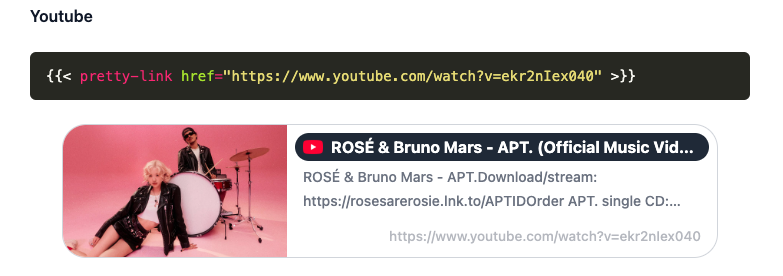 Youtube
{{< pretty-link href="https://www.youtube.com/watch?v=ekr2nIex040" >}}
ROSÉ & Bruno Mars - APT. (Official Music Vid...
ROSÉ & Bruno Mars - APT.Download/stream:
https://rosesarerosie.lnk.to/APTIDOrder APT. single CD:...
https://www.youtube.com/watch?v=ekr2nIex040